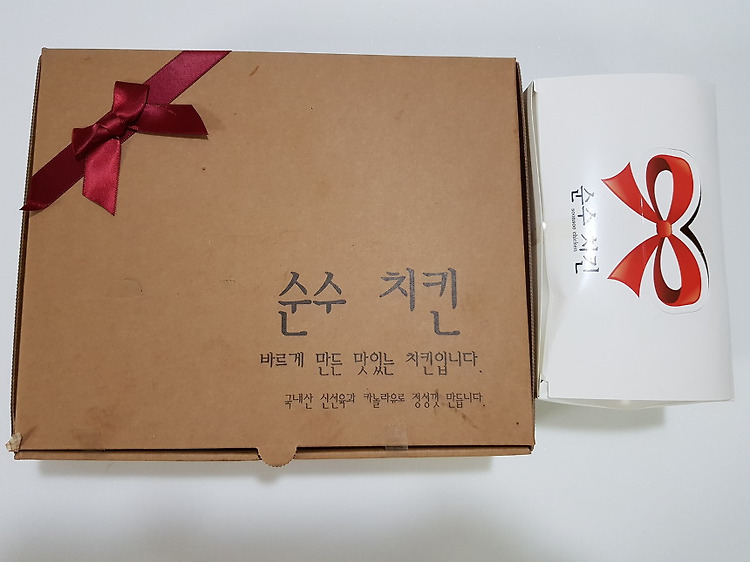 순수 치킨
바르게 만든 맛있는 치킨입니다.
국내산 신선육과 카놀라유로 정성껏 만듭니다.
순수 치킨
soonsoo chicken